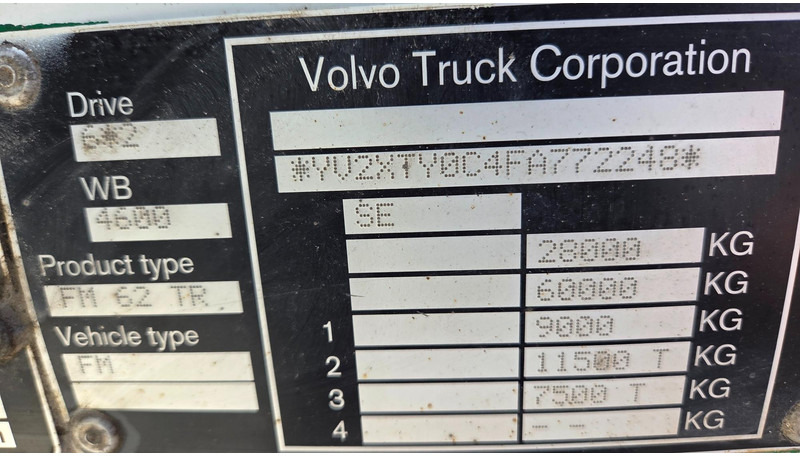 Volvo Truck Corporation
Drive
6*2
WB
4600
Product type
FM 62 TR
Vehicle type
FM
*YV2XTY0C4FA772248*
SE
28000 KG
60000 KG
1 9000 KG
2 11500 T KG
3 7500 T KG
4 -- KG